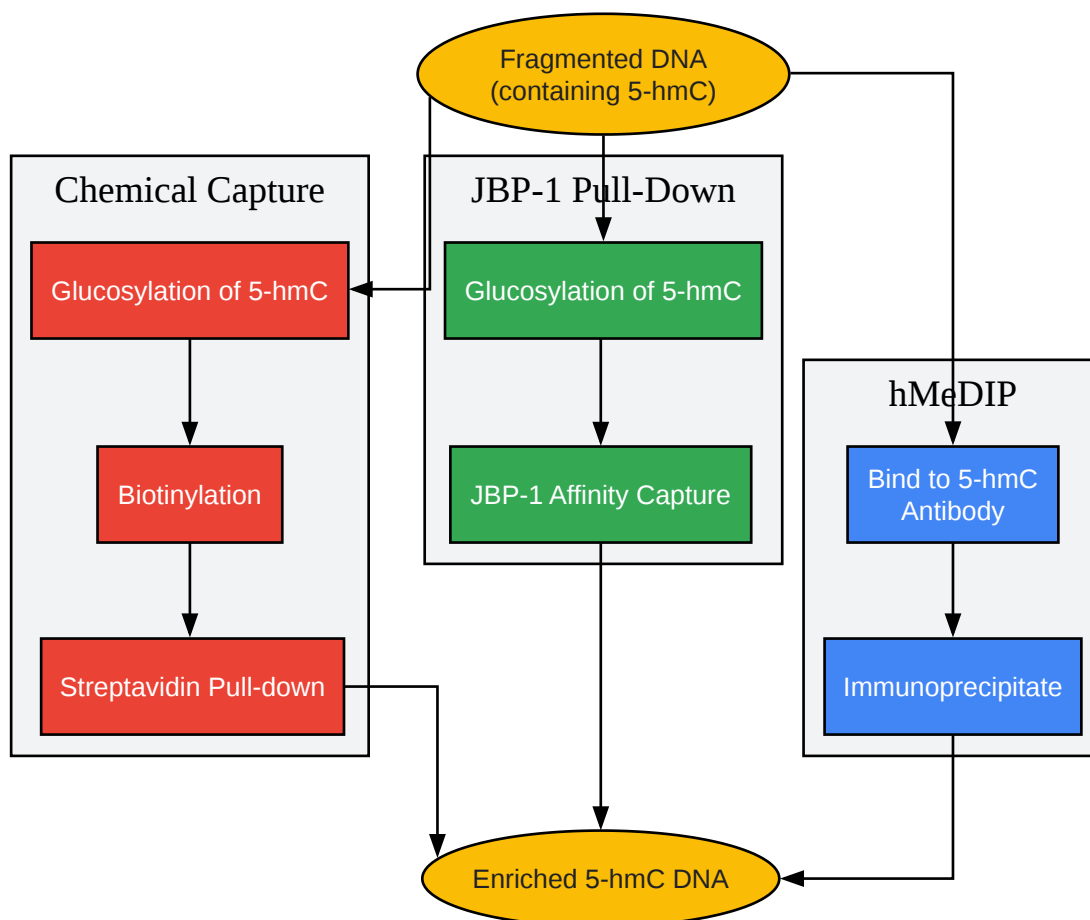 Fragmented DNA
(containing 5-hmC)
Chemical Capture
Glucosylation of 5-hmC
Biotinylation
Streptavidin Pull-down
JBP-1 Pull-Down
Glucosylation of 5-hmC
JBP-1 Affinity Capture
hMeDIP
Bind to 5-hmC
Antibody
Immunoprecipitate
Enriched 5-hmC DNA